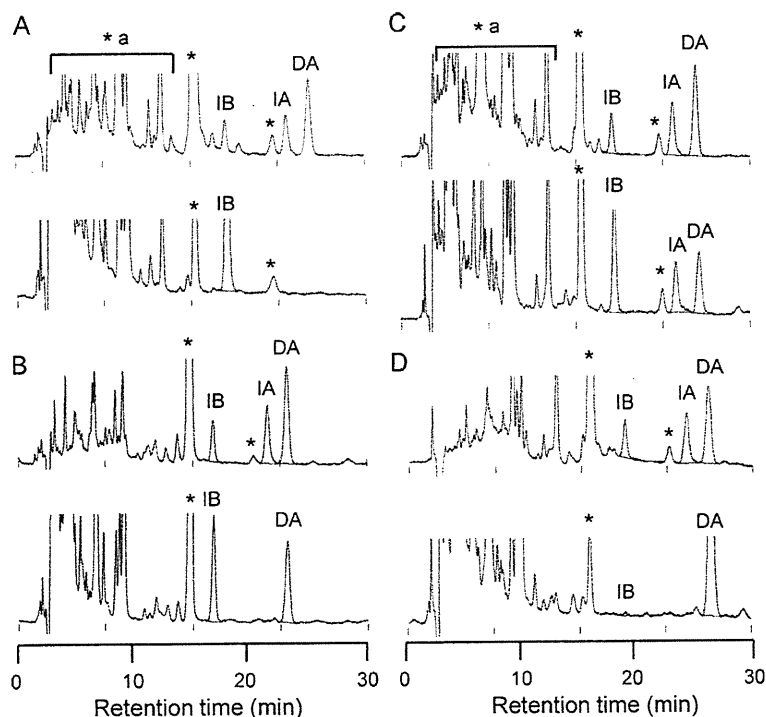 A
* a
*
IB
*
IA
DA
*
IB
*
B
*
IB
*
IA
DA
* IB
DA
0 10 20 30
Retention time (min)
C
* a
*
IB
*
IA
DA
*
IB
*
IA
DA
D
*
IB
*
IA
DA
*
IB
DA
0 10 20 30
Retention time (min)